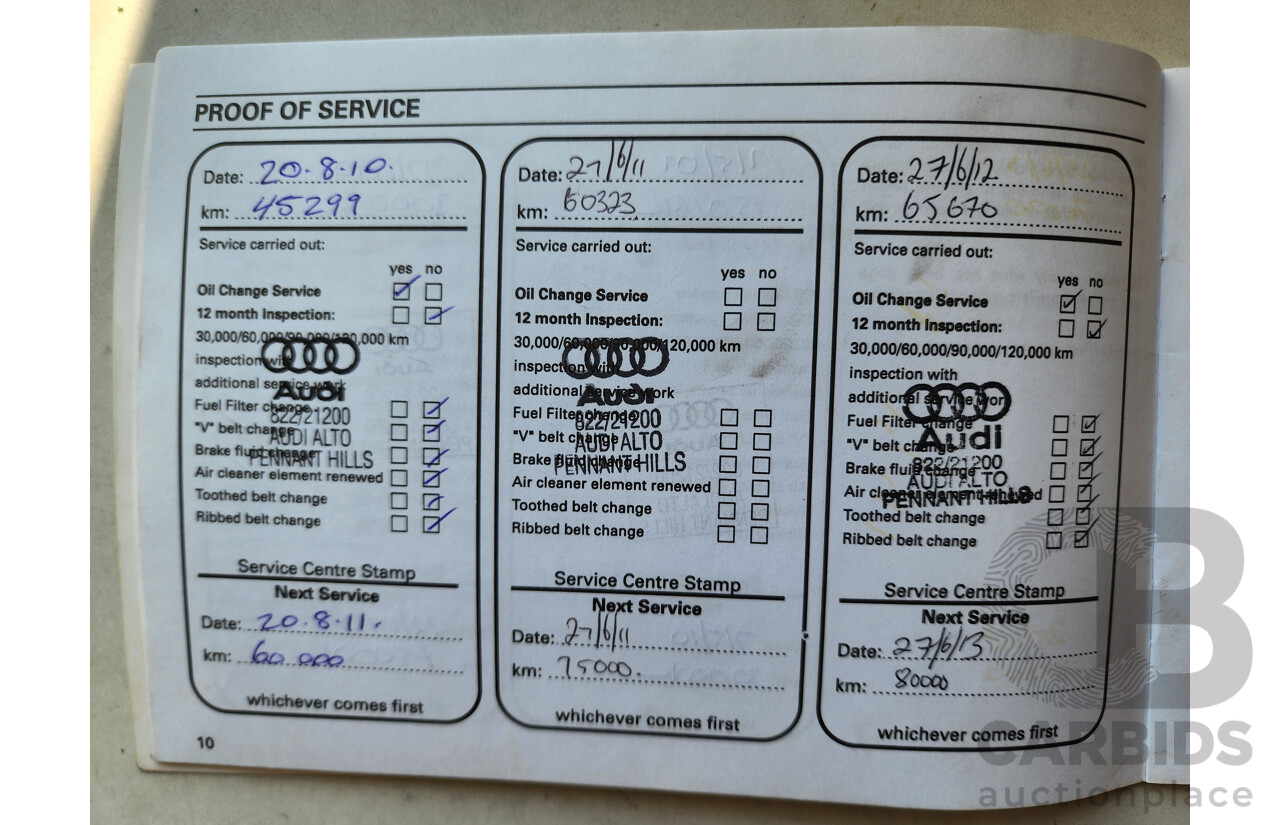 PROOF OF SERVICE
Date: 20.8.10.
km: 45299
Service carried out:
yes no
Oil Change Service
12 month Inspection:
30,000/60,000/90,000/120,000 km
inspection with
additional service work
Fuel Filter change
"V" belt change
Brake fluid change
Air cleaner element renewed
Toothed belt change
Ribbed belt change
Audi
822/21200
AUDI ALTO
PENNANT HILLS
Service Centre Stamp
Next Service
Date: 20.8.11.
km: 60.000
whichever comes first
10
Date: 27/6/11
km: 60323
Service carried out:
yes no
Oil Change Service
12 month Inspection:
30,000/60,000/90,000/120,000 km
inspection with
additional service work
Fuel Filter change
"V" belt change
Brake fluid change
Air cleaner element renewed
Toothed belt change
Ribbed belt change
Audi
822/21200
AUDI ALTO
PENNANT HILLS
Service Centre Stamp
Next Service
Date: 27/6/11
km: 75000.
whichever comes first
Date: 27/6/12
km: 65670
Service carried out:
yes no
Oil Change Service
12 month Inspection:
30,000/60,000/90,000/120,000 km
inspection with
additional service work
Fuel Filter change
"V" belt change
Brake fluid change
Air cleaner element renewed
Toothed belt change
Ribbed belt change
Audi
822/21200
AUDI ALTO
PENNANT HILLS
Service Centre Stamp
Next Service
Date: 27/6/13
km: 80000
whichever comes first
CARBIDS
auctionplace